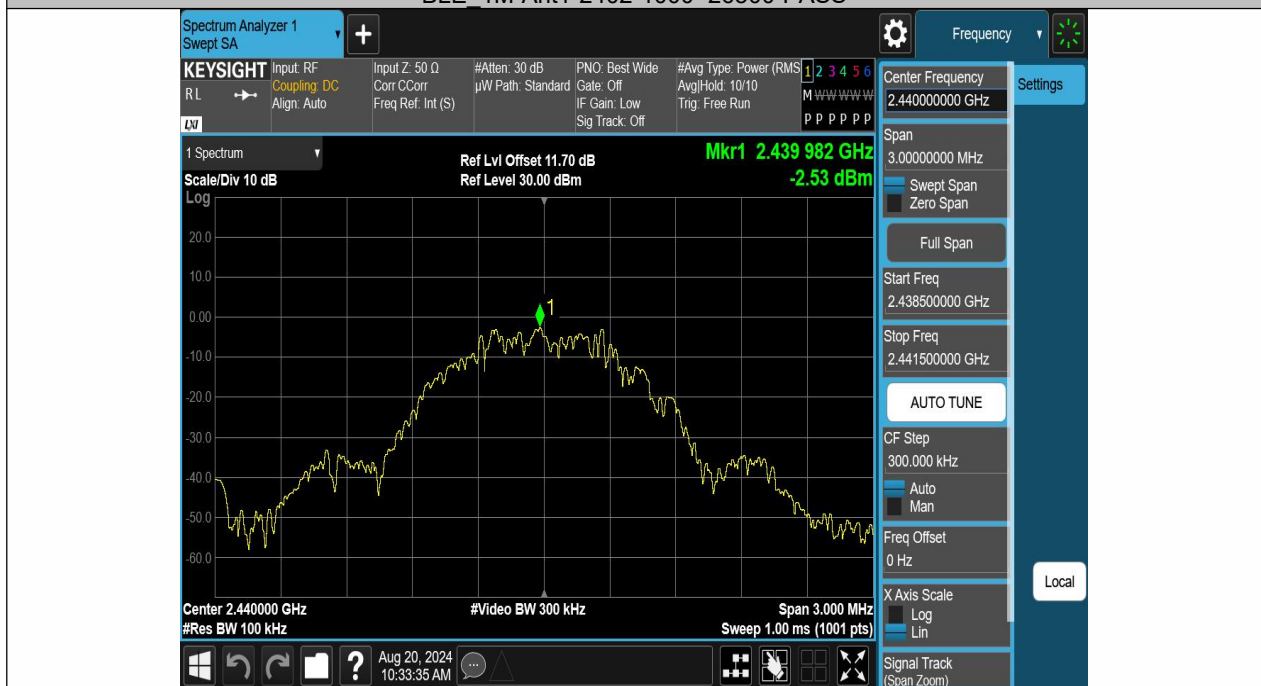 Spectrum Analyzer 1
Swept SA
Frequency
KEYSIGHT
RL
LXI
Input: RF
Coupling: DC
Align: Auto
Input Z: 50 Ω
Corr CCorr
Freq Ref: Int (S)
#Atten: 30 dB
µW Path: Standard
PNO: Best Wide
Gate: Off
IF Gain: Low
Sig Track: Off
#Avg Type: Power (RMS
Avg|Hold: 10/10
Trig: Free Run
1 2 3 4 5 6
M W W W W W
P P P P P P
Center Frequency
2.440000000 GHz
Settings
Span
3.00000000 MHz
Swept Span
Zero Span
Full Span
Start Freq
2.438500000 GHz
Stop Freq
2.441500000 GHz
AUTO TUNE
CF Step
300.000 kHz
Auto
Man
Freq Offset
0 Hz
X Axis Scale
Log
Lin
Local
Signal Track
(Span Zoom)
1 Spectrum
Scale/Div 10 dB
Log
Ref Lvl Offset 11.70 dB
Ref Level 30.00 dBm
Mkr1 2.439 982 GHz
-2.53 dBm
20.0
10.0
0.00
-10.0
-20.0
-30.0
-40.0
-50.0
-60.0
1
Center 2.440000 GHz
#Res BW 100 kHz
#Video BW 300 kHz
Span 3.000 MHz
Sweep 1.00 ms (1001 pts)
?
Aug 20, 2024
10:33:35 AM